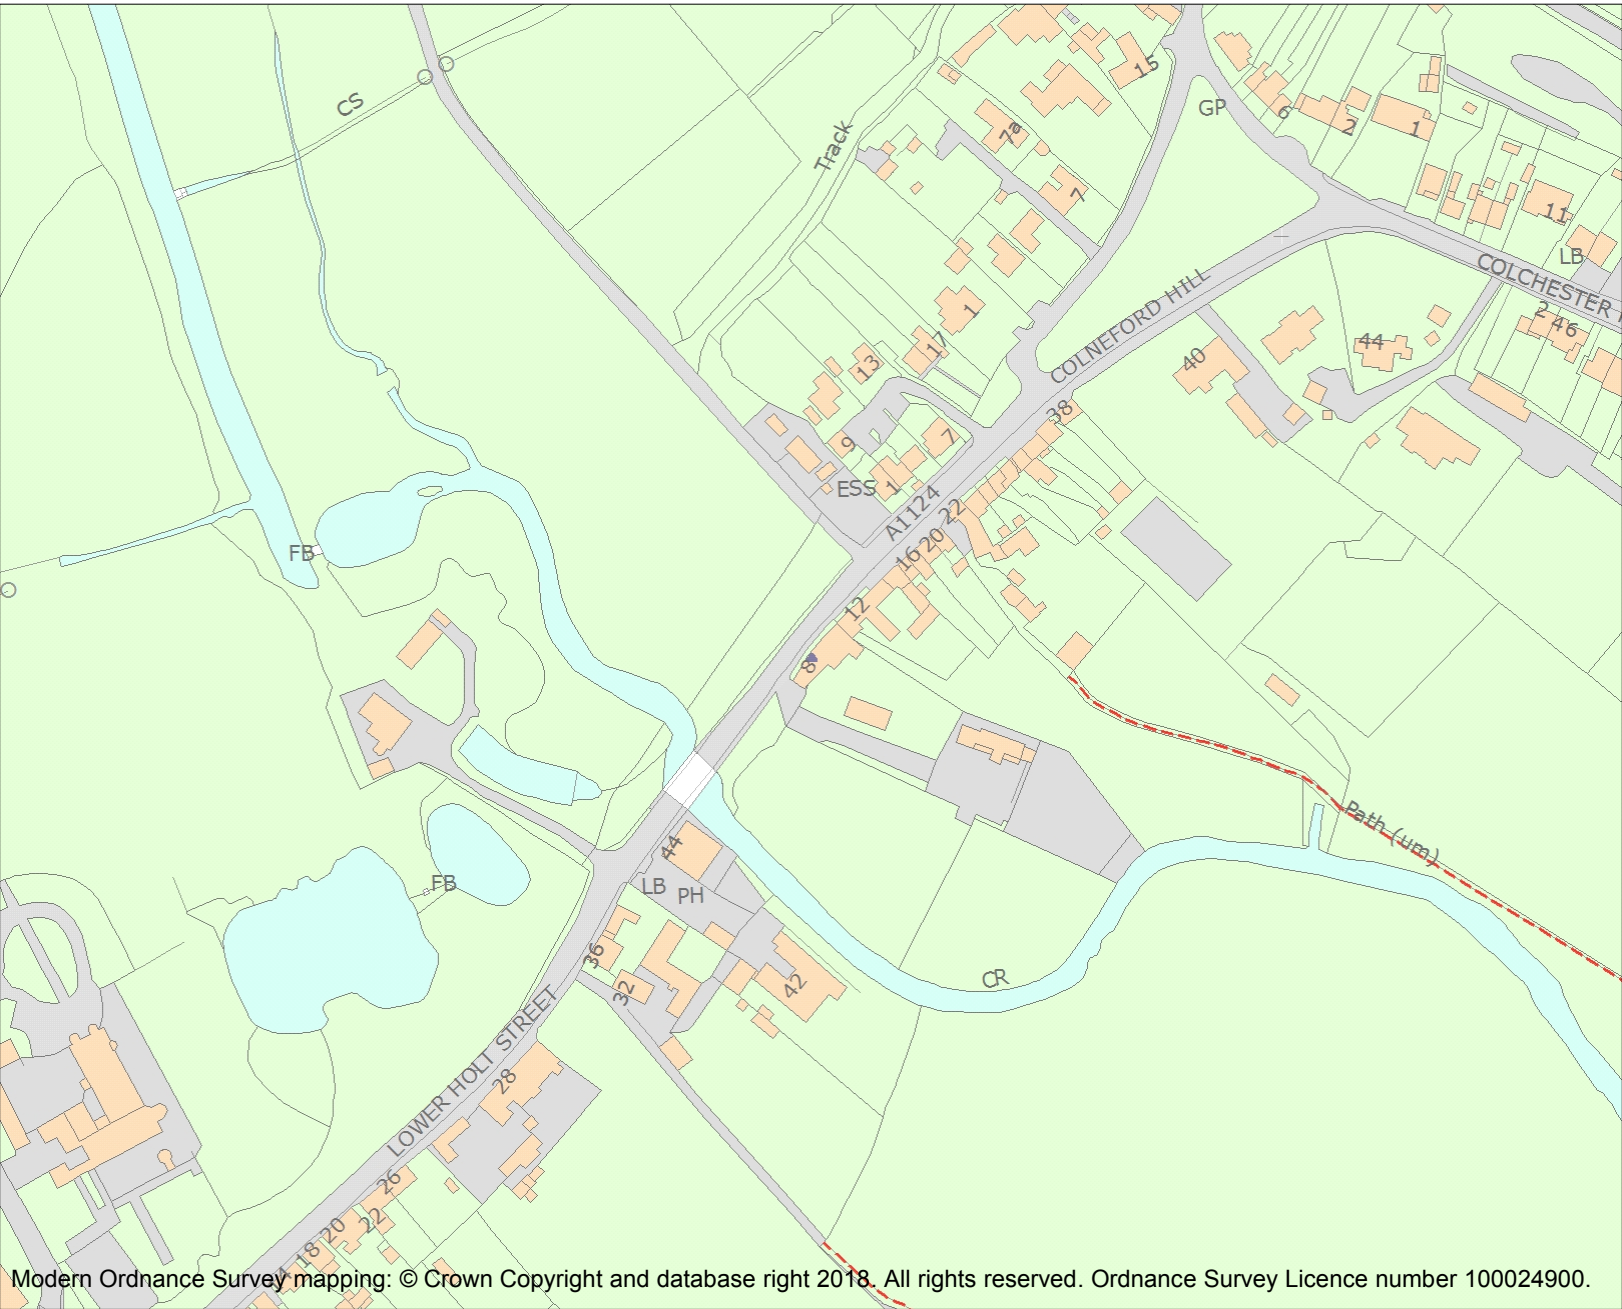 CS
Track
15
GP
6
2
1
7a
7
11
LB
COLCHESTER
2
46
COLNEFORD HILL
1
17
13
40
44
38
9
7
ESS
1
A1124
22
20
16
FB
12
8
Path (um)
44
FB
LB
PH
36
32
42
CR
LOWER HOLT STREET
28
26
22
20
18
Modern Ordnance Survey mapping: © Crown Copyright and database right 2018. All rights reserved. Ordnance Survey Licence number 100024900.